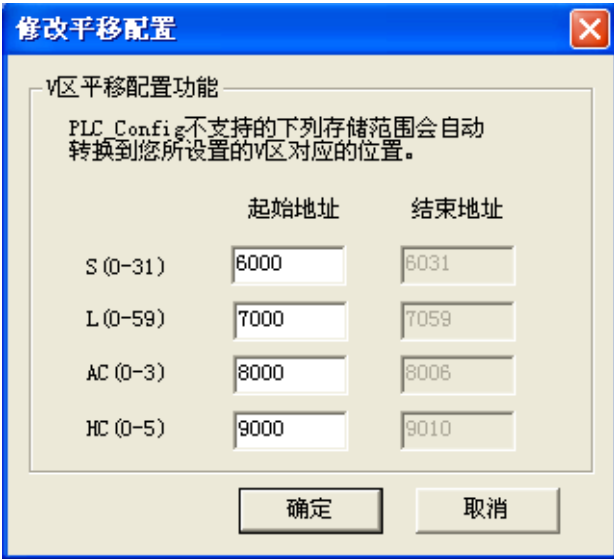 修改平移配置
V区平移配置功能
PLC_Config不支持的下列存储范围会自动
转换到您所设置的V区对应的位置。
起始地址 结束地址
S(0-31) 6000 6031
L(0-59) 7000 7059
AC(0-3) 8000 8006
HC(0-5) 9000 9010
确定 取消